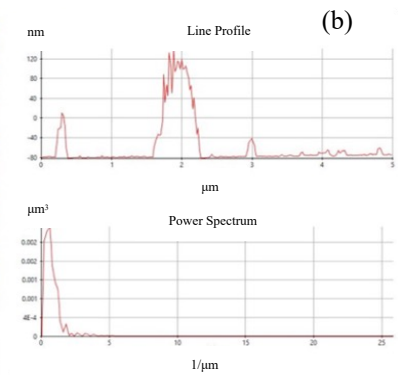 (b)
nm Line Profile
120
80
40
0
-40
-80
0 1 2 3 4 5
μm
μm³
Power Spectrum
0.002
0.002
0.001
0.001
4E-4
0
0 5 10 15 20 25
1/μm